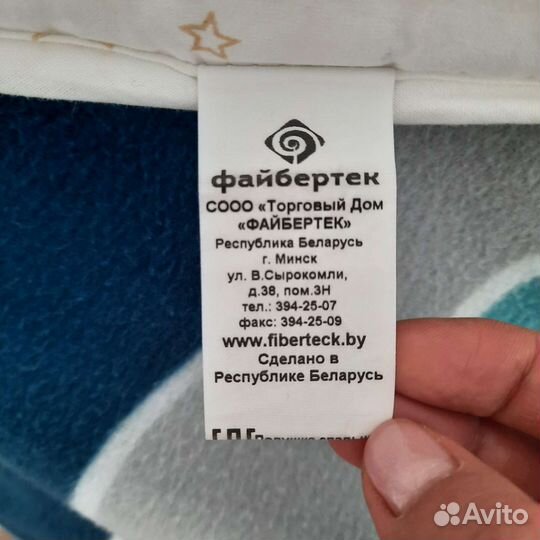 файбертек
СООО «Торговый Дом
«ФАЙБЕРТЕК»
Республика Беларусь
г. Минск
ул. В.Сырокомли,
д.38, пом.3Н
тел.: 394-25-07
факс: 394-25-09
www.fiberteck.by
Сделано в
Республике Беларусь
Avito